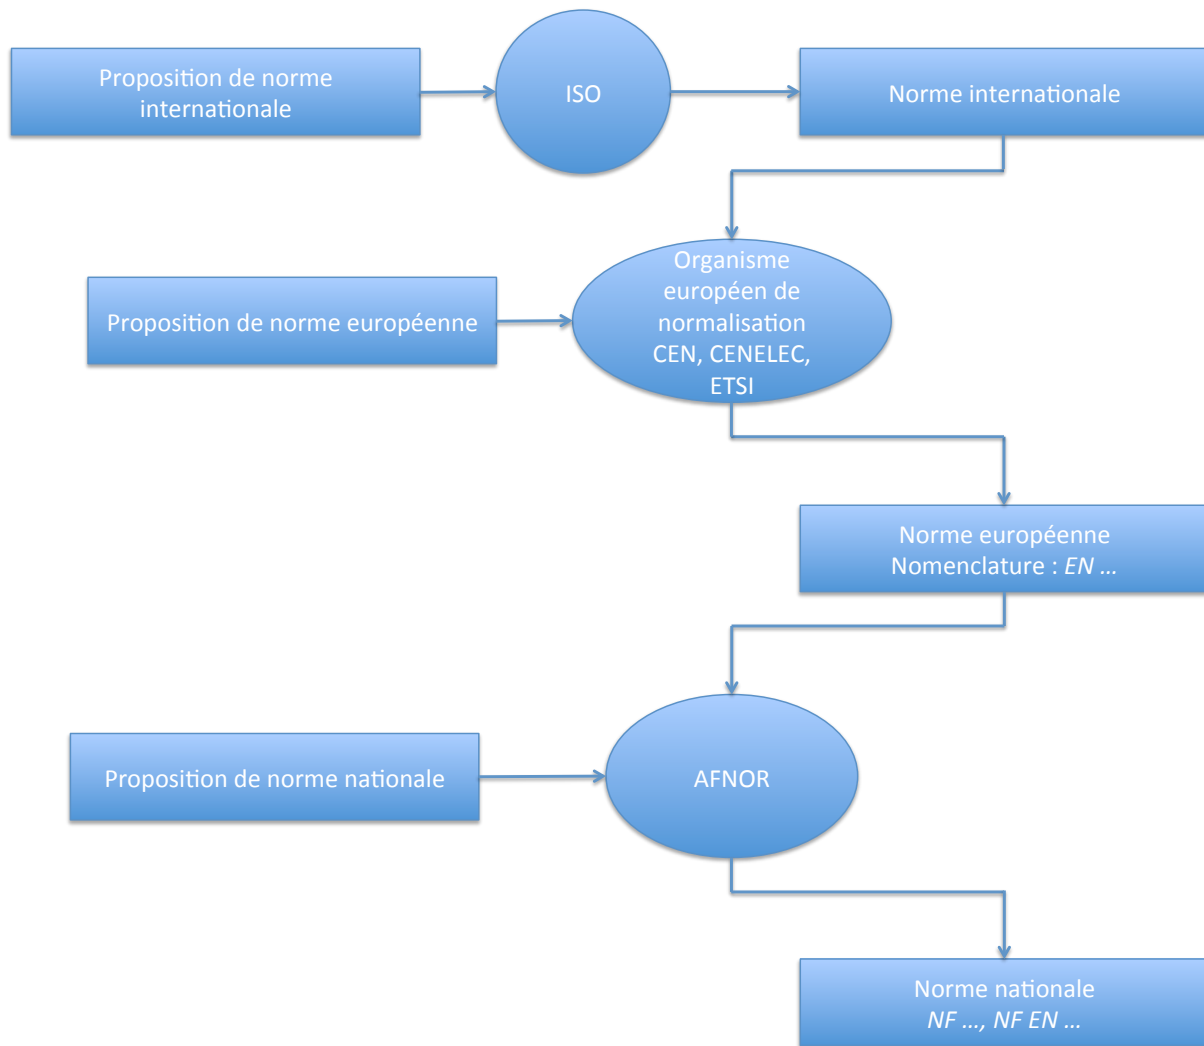 Proposition de norme
internationale
ISO
Norme internationale
Organisme
européen de
normalisation
CEN, CENELEC,
ETSI
Proposition de norme européenne
Norme européenne
Nomenclature : EN …
Proposition de norme nationale
AFNOR
Norme nationale
NF …, NF EN …